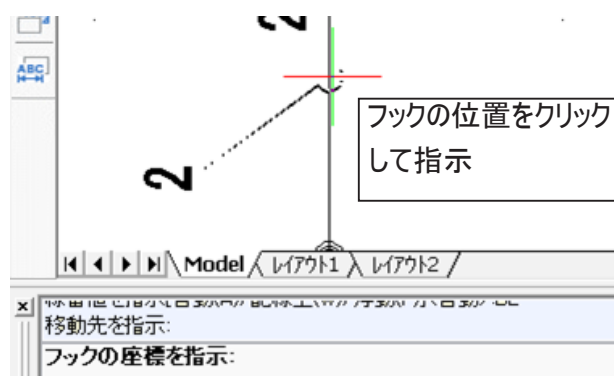 2
ABC
フックの位置をクリック
して指示
2
Model レイアウト1 レイアウト2
移動先を指示:
フックの座標を指示: